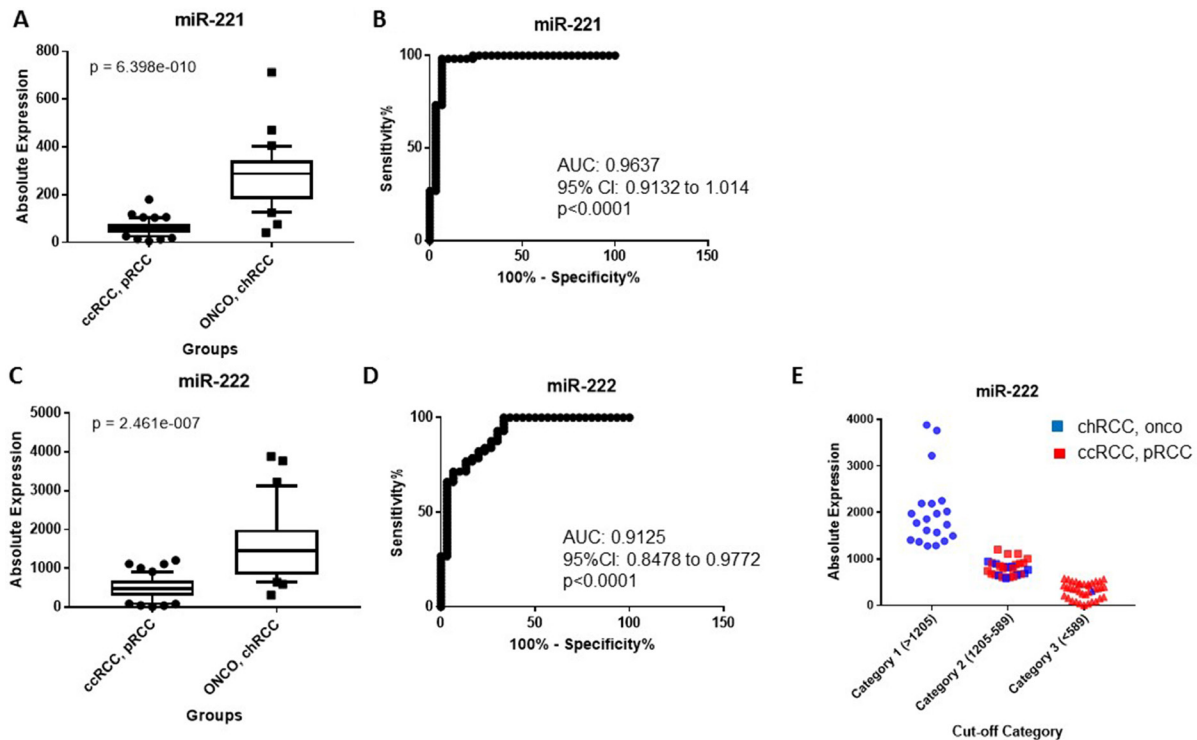 A
miR-221
p = 6.398e-010
Absolute Expression
800
600
400
200
0
ccRCC, pRCC
ONCO, chRCC
Groups
B
miR-221
Sensitivity%
100
50
0
AUC: 0.9637
95% CI: 0.9132 to 1.014
p<0.0001
0
50
100
150
100% - Specificity%
C
miR-222
p = 2.461e-007
Absolute Expression
5000
4000
3000
2000
1000
0
ccRCC, pRCC
ONCO, chRCC
Groups
D
miR-222
Sensitivity%
100
50
0
AUC: 0.9125
95%CI: 0.8478 to 0.9772
p<0.0001
0
50
100
150
100% - Specificity%
E
miR-222
chRCC, onco
ccRCC, pRCC
Absolute Expression
4000
3000
2000
1000
0
Category 1 (>1205)
Category 2 (1205-589)
Category 3 (<589)
Cut-off Category